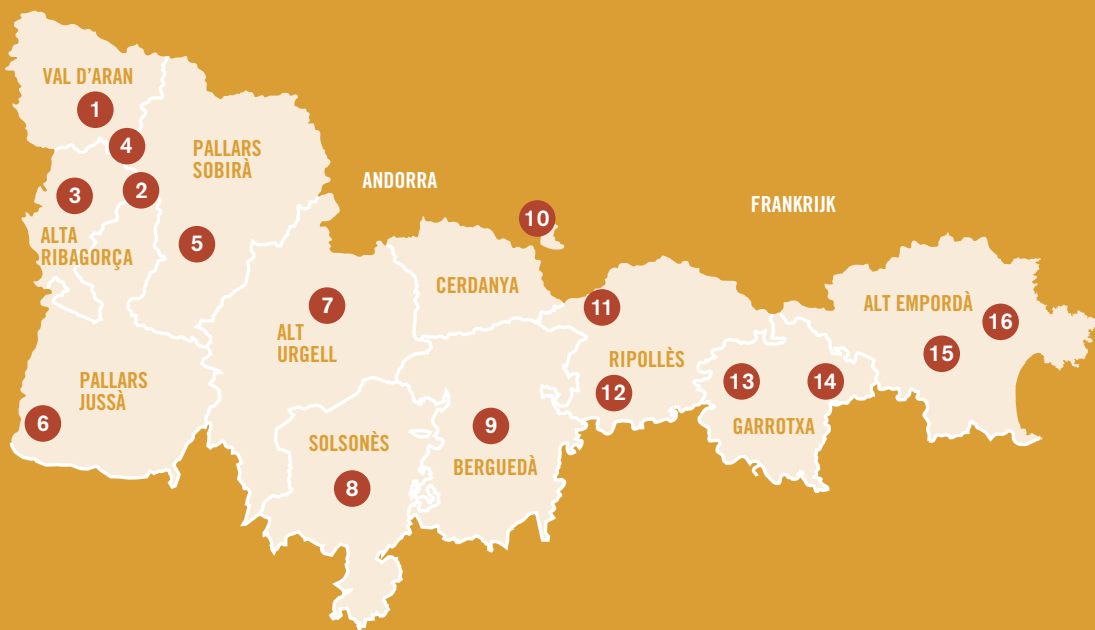 VAL D'ARAN
1
4
PALLARS
SOBIRÀ
ANDORRA
3
2
FRANKRIJK
10
ALTA
RIBAGORÇA
5
CERDANYA
ALT EMPORDÀ
7
11
16
ALT
URGELL
RIPOLLÈS
15
PALLARS
JUSSÀ
12
13
14
6
9
GARROTXA
SOLSONÈS
BERGUEDÀ
8